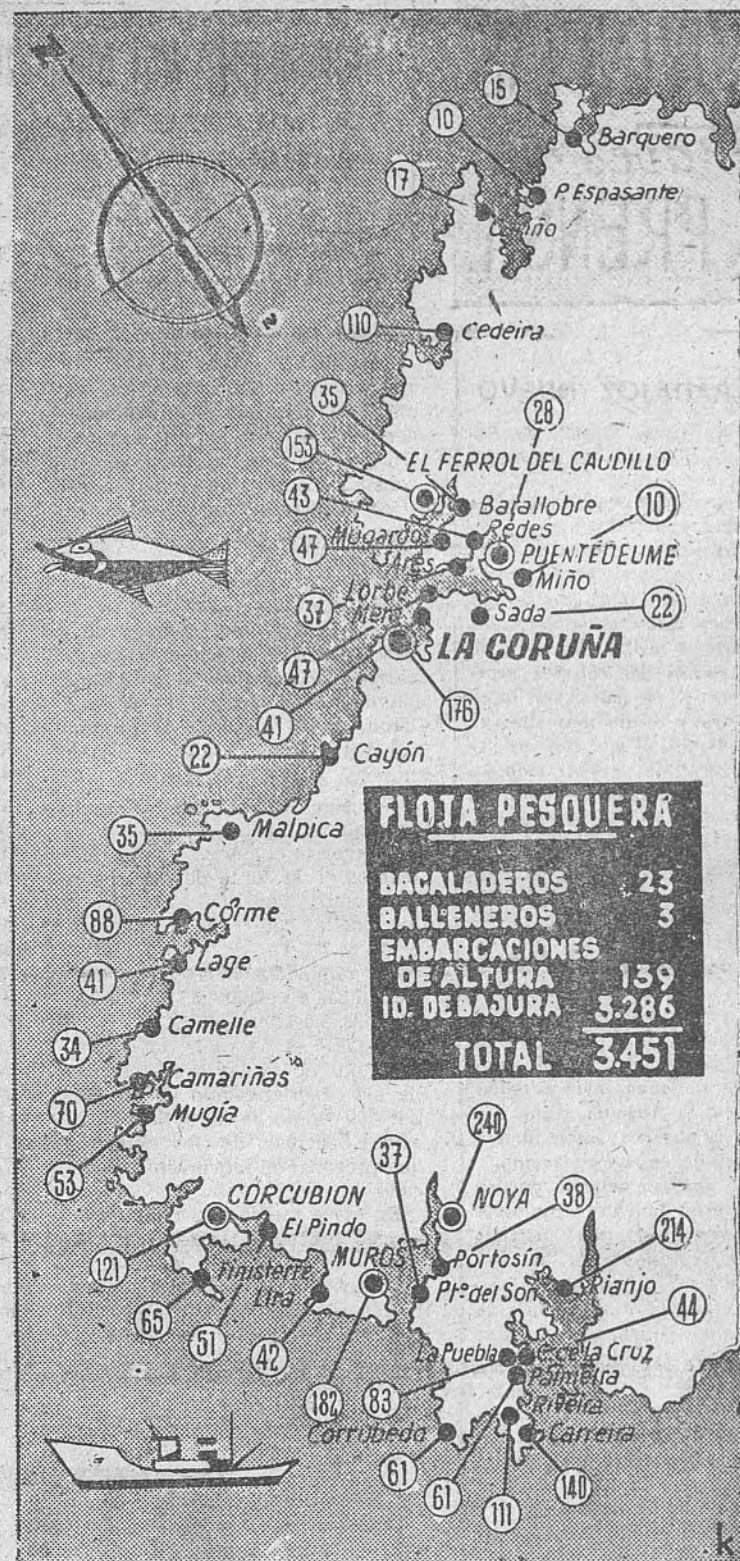 15
Barquero
10
P. Espasante
17
Cariño
110
Cedeira
35
28
153
EL FERROL DEL CAUDILLO
43
Barallobre
Redes
10
47
Mugardos
Ares
PUENTEDEUME
Miño
37
Lorbe
Mera
Sada
22
LA CORUÑA
47
41
176
22
Cayón
35
Malpica
FLOTA PESQUERA
BACALADEROS 23
BALLENEROS 3
EMBARCACIONES
DE ALTURA 139
ID. DE BAJURA 3.286
TOTAL 3.451
88
Corme
41
Lage
34
Camelle
70
Camariñas
Mugía
53
240
37
CORCUBION
NOYA
38
121
El Pindo
Portosín
214
Finisterre
MUROS
Lira
Ptº del Son
Rianjo
65
51
42
44
La Puebla
C. de la Cruz
182
83
Palmeira
Riveira
Corrubedo
Carreira
61
61
111
140
k